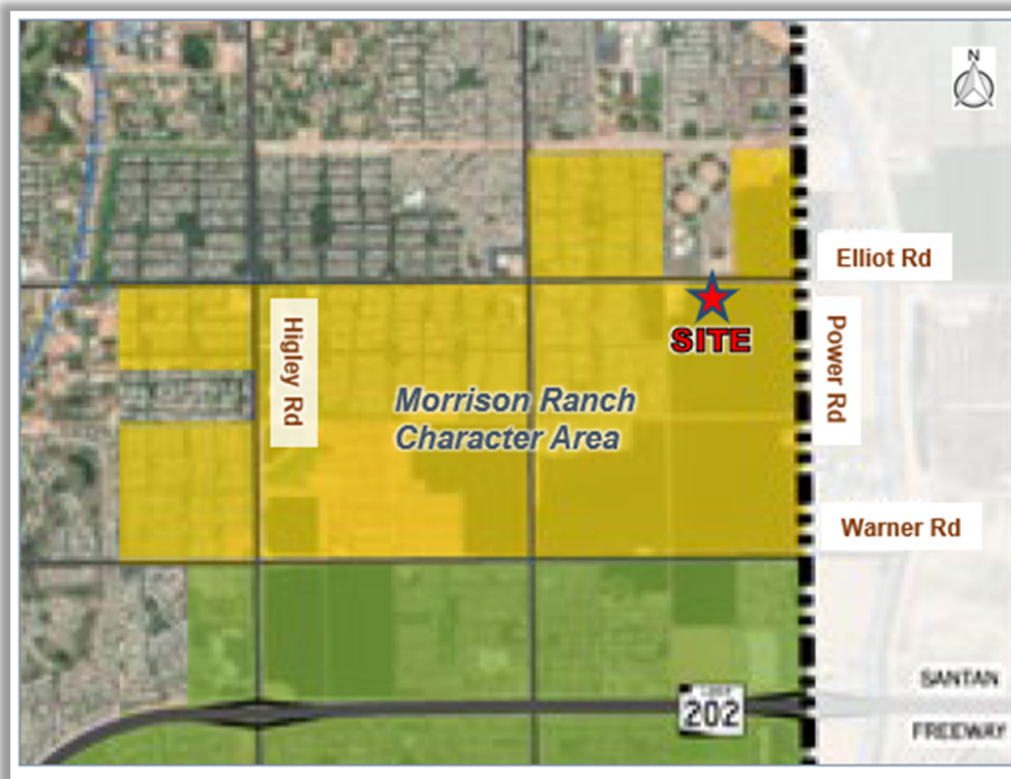 N
Elliot Rd
SITE
Higley Rd
Power Rd
Morrison Ranch
Character Area
Warner Rd
SANTAN
202
FREEWAY